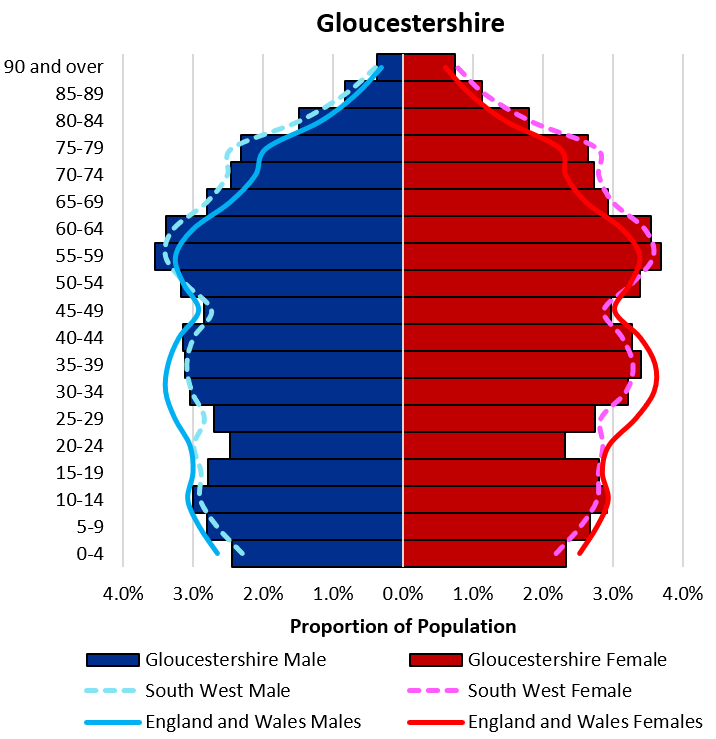 Gloucestershire
90 and over
85-89
80-84
75-79
70-74
65-69
60-64
55-59
50-54
45-49
40-44
35-39
30-34
25-29
20-24
15-19
10-14
5-9
0-4
4.0% 3.0% 2.0% 1.0% 0.0% 1.0% 2.0% 3.0% 4.0%
Proportion of Population
Gloucestershire Male Gloucestershire Female
South West Male South West Female
England and Wales Males England and Wales Females